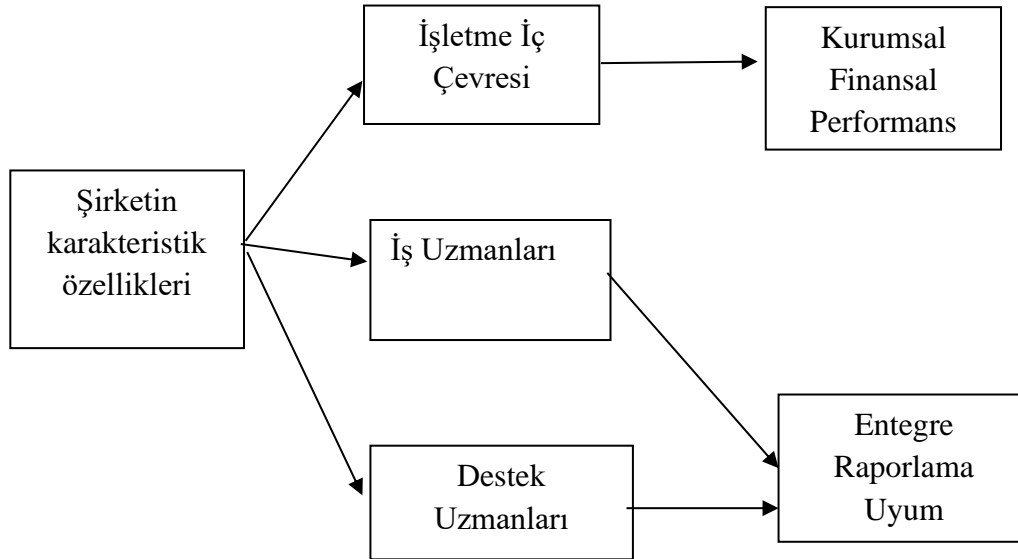 İşletme İç
Çevresi
Kurumsal
Finansal
Performans
Şirketin
karakteristik
özellikleri
İş Uzmanları
Destek
Uzmanları
Entegre
Raporlama
Uyum